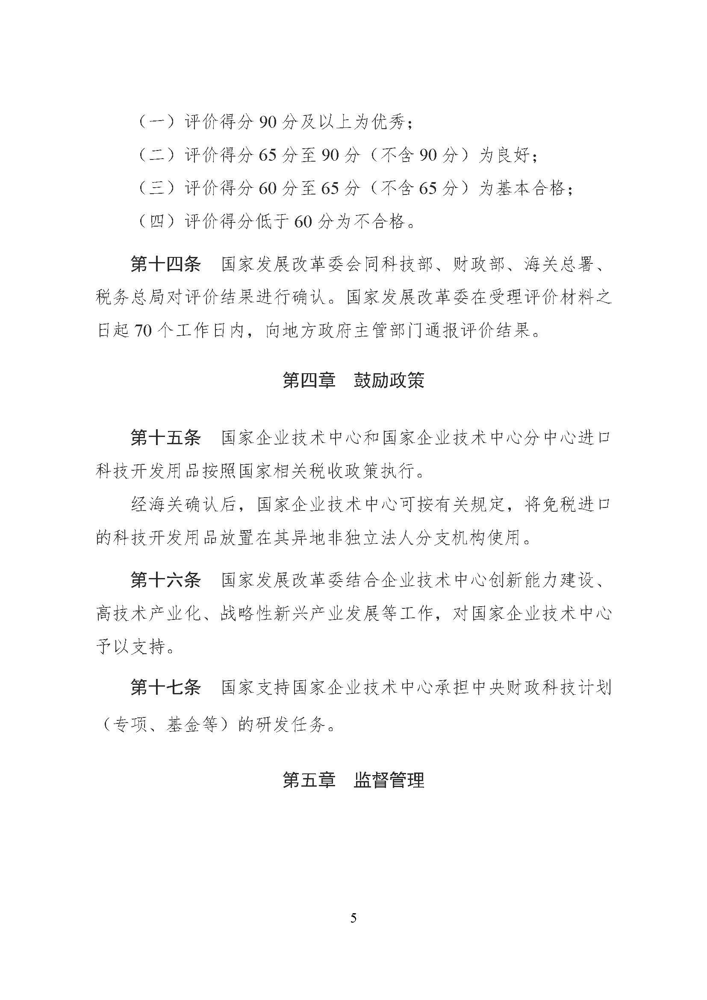 （一）评价得分 90 分及以上为优秀；
（二）评价得分 65 分至 90 分（不含 90 分）为良好；
（三）评价得分 60 分至 65 分（不含 65 分）为基本合格；
（四）评价得分低于 60 分为不合格。
第十四条　国家发展改革委会同科技部、财政部、海关总署、
税务总局对评价结果进行确认。国家发展改革委在受理评价材料之
日起 70 个工作日内，向地方政府主管部门通报评价结果。
第四章　鼓励政策
第十五条　国家企业技术中心和国家企业技术中心分中心进口
科技开发用品按照国家相关税收政策执行。
经海关确认后，国家企业技术中心可按有关规定，将免税进口
的科技开发用品放置在其异地非独立法人分支机构使用。
第十六条　国家发展改革委结合企业技术中心创新能力建设、
高技术产业化、战略性新兴产业发展等工作，对国家企业技术中心
予以支持。
第十七条　国家支持国家企业技术中心承担中央财政科技计划
（专项、基金等）的研发任务。
第五章　监督管理
5